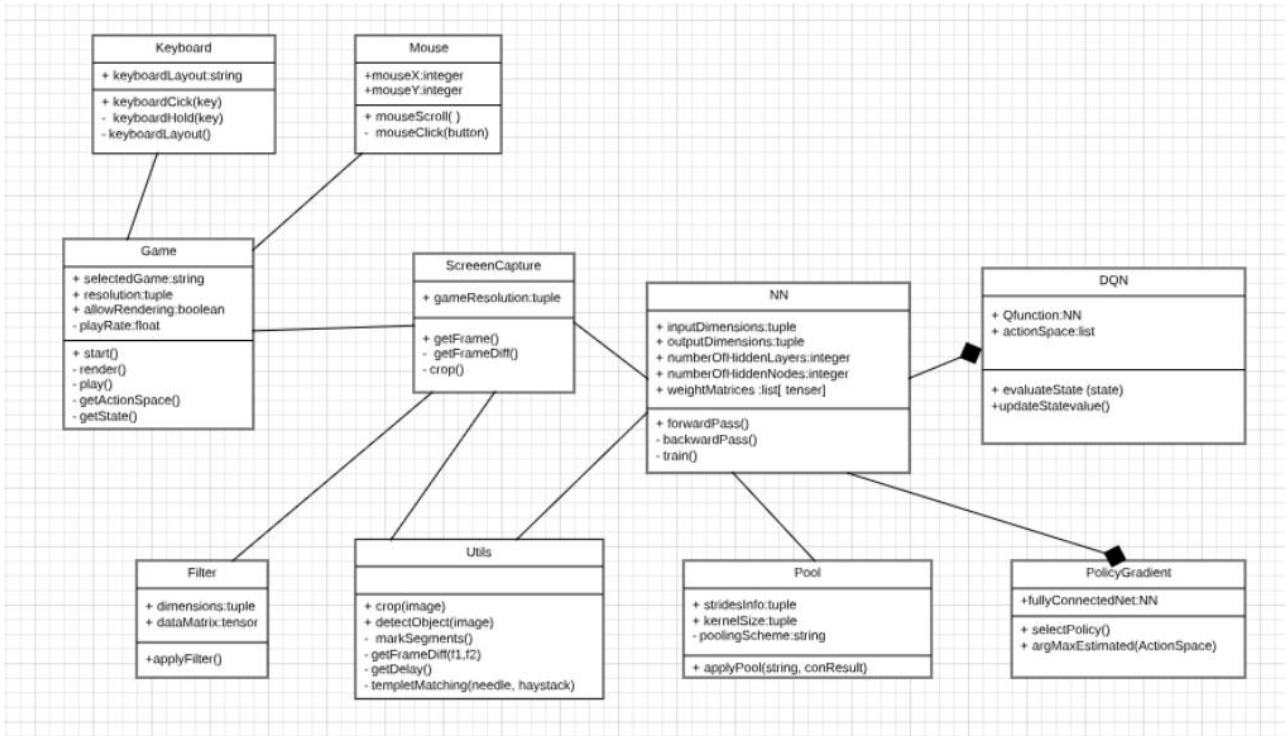 Keyboard
+ keyboardLayout:string
+ keyboardCick(key)
- keyboardHold(key)
- keyboardLayout()
Mouse
+mouseX:integer
+mouseY:integer
+ mouseScroll( )
- mouseClick(button)
Game
+ selectedGame:string
+ resolution:tuple
+ allowRendering:boolean
- playRate:float
+ start()
- render()
- play()
- getActionSpace()
- getState()
ScreeenCapture
+ gameResolution:tuple
+ getFrame()
- getFrameDiff()
- crop()
NN
+ inputDimensions:tuple
+ outputDimensions:tuple
+ numberOfHiddenLayers:integer
+ numberOfHiddenNodes:integer
+ weightMatrices :list[ tenser]
+ forwardPass()
- backwardPass()
- train()
DQN
+ Qfunction:NN
+ actionSpace:list
+ evaluateState (state)
+updateStatevalue()
Filter
+ dimensions:tuple
+ dataMatrix:tensor
+applyFilter()
Utils
+ crop(image)
+ detectObject(image)
- markSegments()
- getFrameDiff(f1,f2)
- getDelay()
- templetMatching(needle, haystack)
Pool
+ stridesInfo:tuple
+ kernelSize:tuple
- poolingScheme:string
+ applyPool(string, conResult)
PolicyGradient
+fullyConnectedNet:NN
+ selectPolicy()
+ argMaxEstimated(ActionSpace)